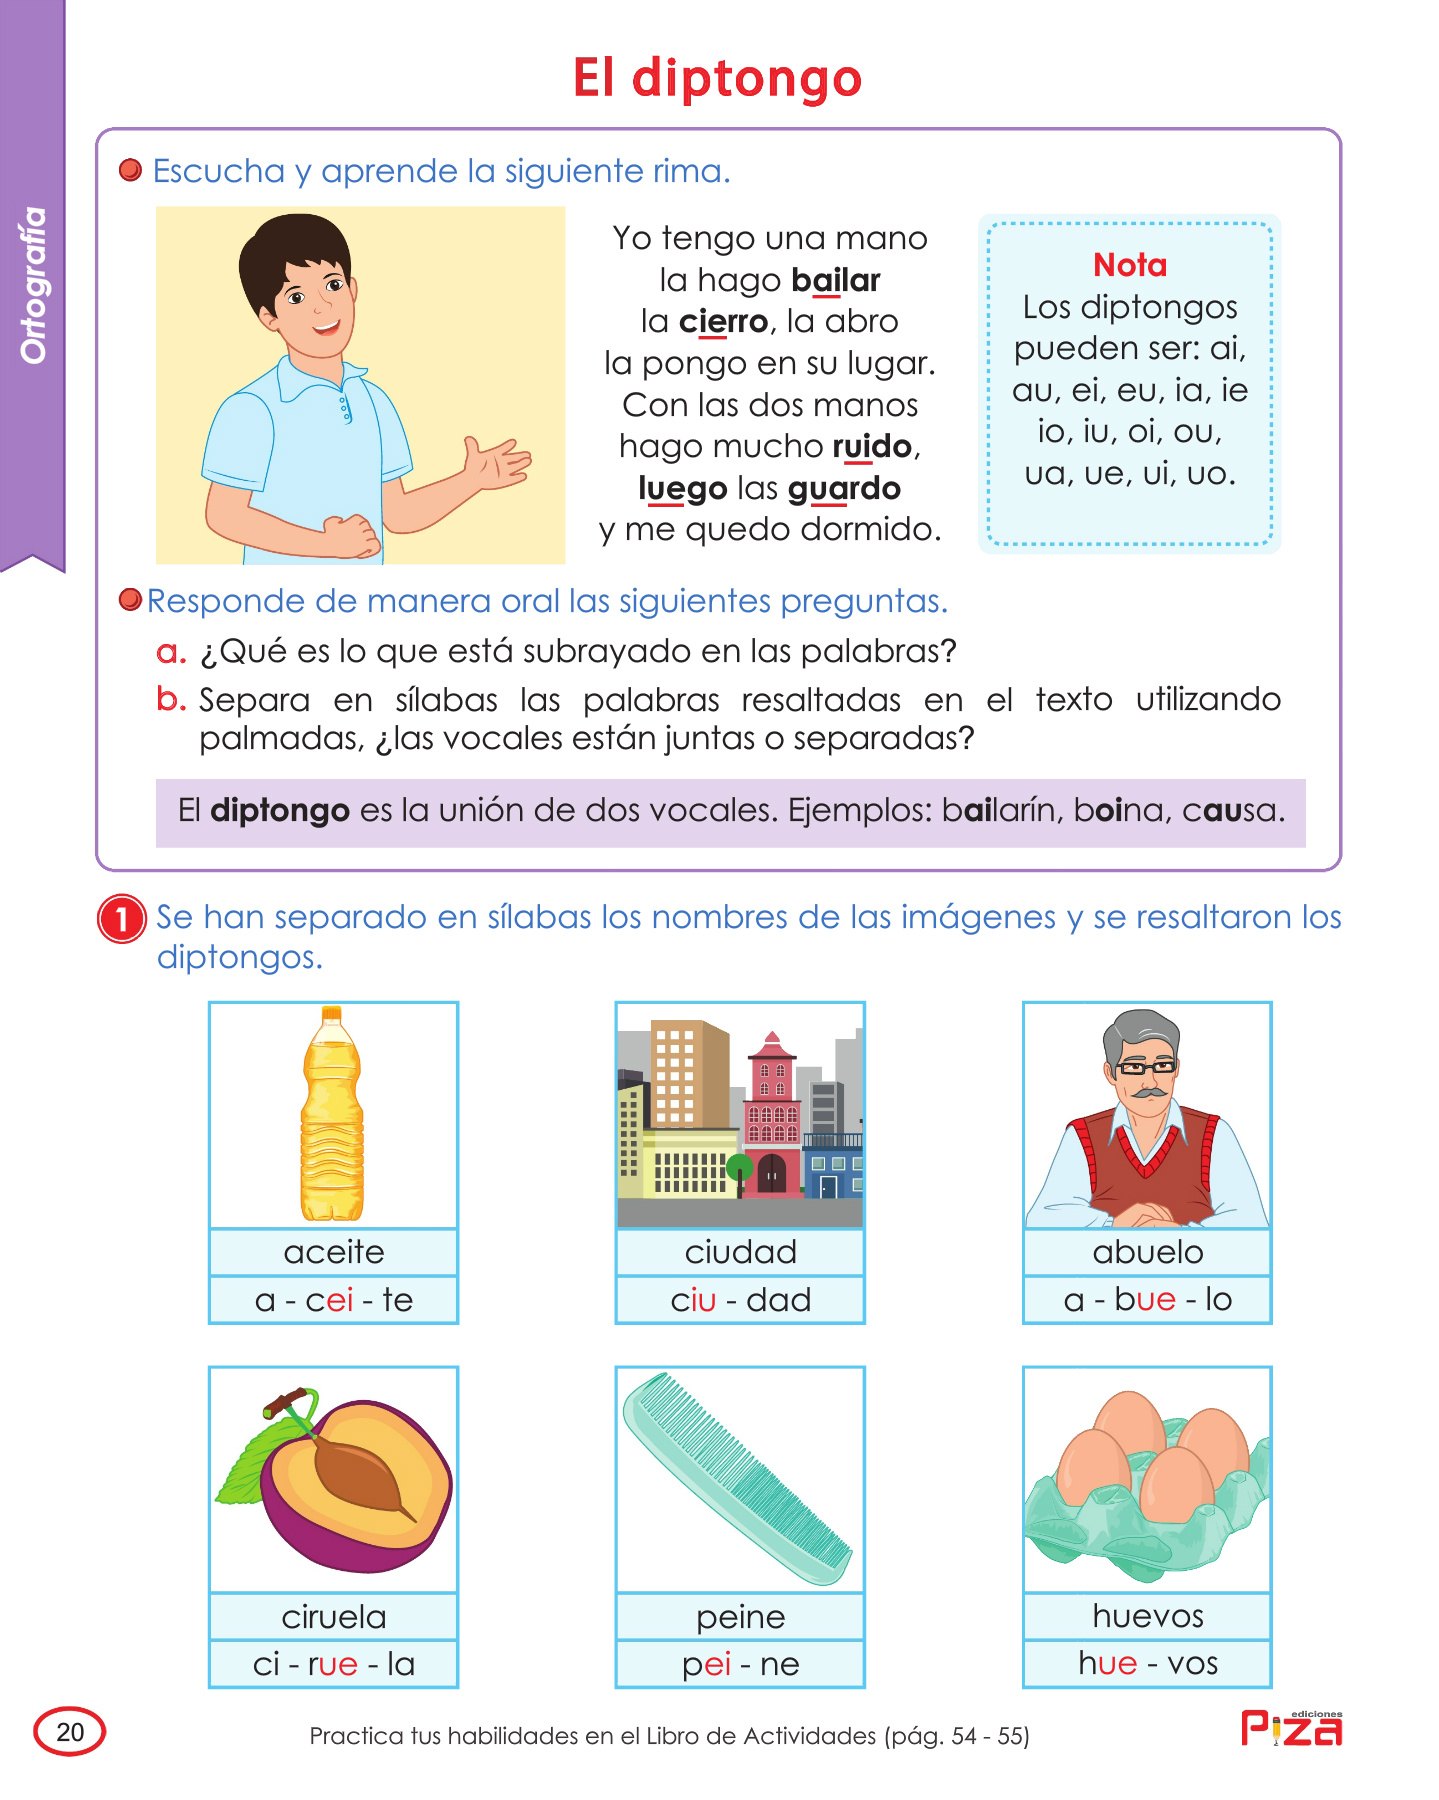 El diptongo
Ortografía
Escucha y aprende la siguiente rima.
Yo tengo una mano
la hago bailar
la cierro, la abro
la pongo en su lugar.
Con las dos manos
hago mucho ruido,
luego las guardo
y me quedo dormido.
Nota
Los diptongos
pueden ser: ai,
au, ei, eu, ia, ie
io, iu, oi, ou,
ua, ue, ui, uo.
Responde de manera oral las siguientes preguntas.
a. ¿Qué es lo que está subrayado en las palabras?
b. Separa en sílabas las palabras resaltadas en el texto utilizando
palmadas, ¿las vocales están juntas o separadas?
El diptongo es la unión de dos vocales. Ejemplos: bailarín, boina, causa.
1 Se han separado en sílabas los nombres de las imágenes y se resaltaron los
diptongos.
aceite
a - cei - te
ciudad
ciu - dad
abuelo
a - bue - lo
ciruela
ci - rue - la
peine
pei - ne
huevos
hue - vos
20
Practica tus habilidades en el Libro de Actividades (pág. 54 - 55)
ediciones
Piza